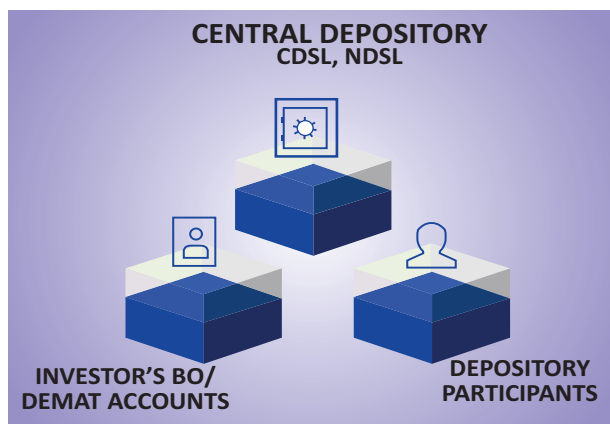 CENTRAL DEPOSITORY
CDSL, NDSL
INVESTOR'S BO/
DEMAT ACCOUNTS
DEPOSITORY
PARTICIPANTS